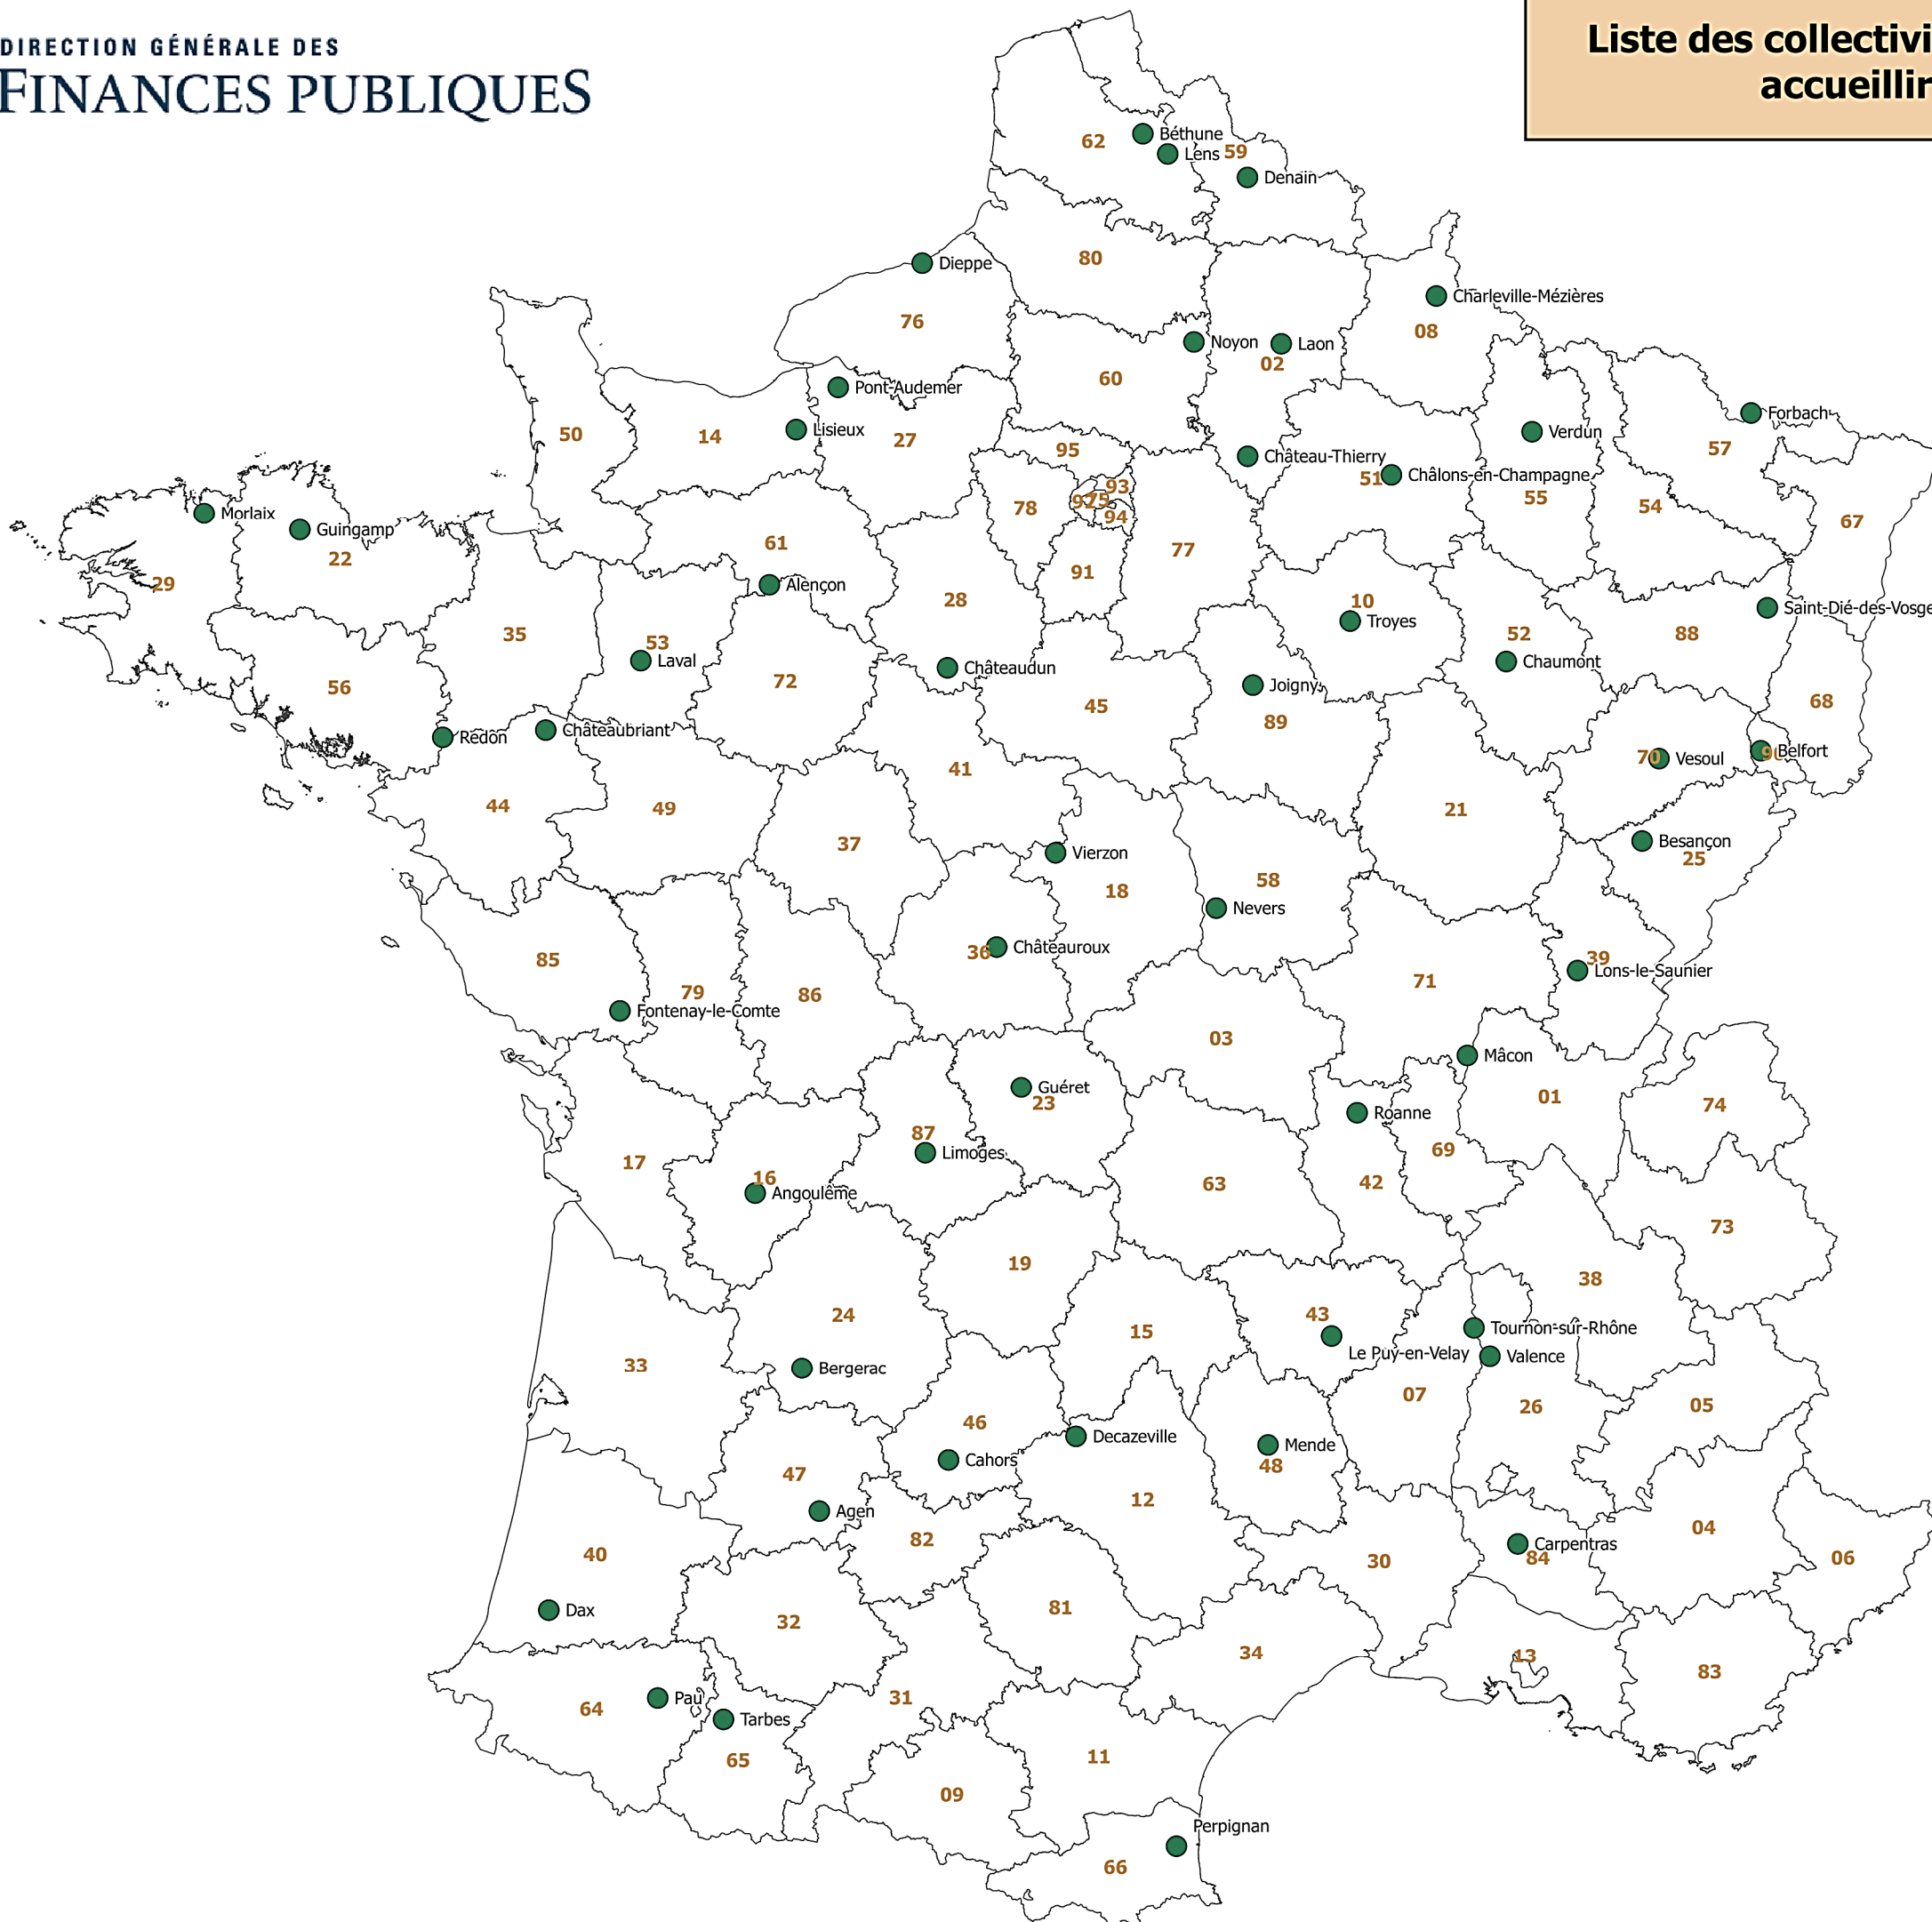 DIRECTION GÉNÉRALE DES
FINANCES PUBLIQUES
Liste des collectivi
accueillir
62
Béthune
Lens
59
Denain
80
Dieppe
76
Charleville-Mézières
08
Noyon
Laon
02
60
Pont-Audemer
Lisieux
27
14
50
95
Château-Thierry
51
Châlons-en-Champagne
Verdun
55
Forbach
57
54
67
93
92
75
94
78
77
91
Morlaix
Guingamp
22
29
61
Alençon
28
10
Troyes
52
Chaumont
88
Saint-Dié-des-Vosge
35
53
Laval
72
56
Châteaudun
45
Joigny
89
68
Redon
Châteaubriant
41
21
70
Vesoul
90
Belfort
44
49
37
Vierzon
18
58
Nevers
Besançon
25
36
Châteauroux
85
79
86
Fontenay-le-Comte
71
39
Lons-le-Saunier
03
Mâcon
01
74
Guéret
23
Roanne
69
42
87
Limoges
17
16
Angoulême
63
73
19
38
24
15
43
Le Puy-en-Velay
Tournon-sur-Rhône
Valence
33
Bergerac
07
26
05
46
Cahors
Decazeville
Mende
48
47
Agen
12
82
04
06
40
Carpentras
84
30
Dax
32
81
34
13
83
64
Pau
Tarbes
65
31
11
09
Perpignan
66